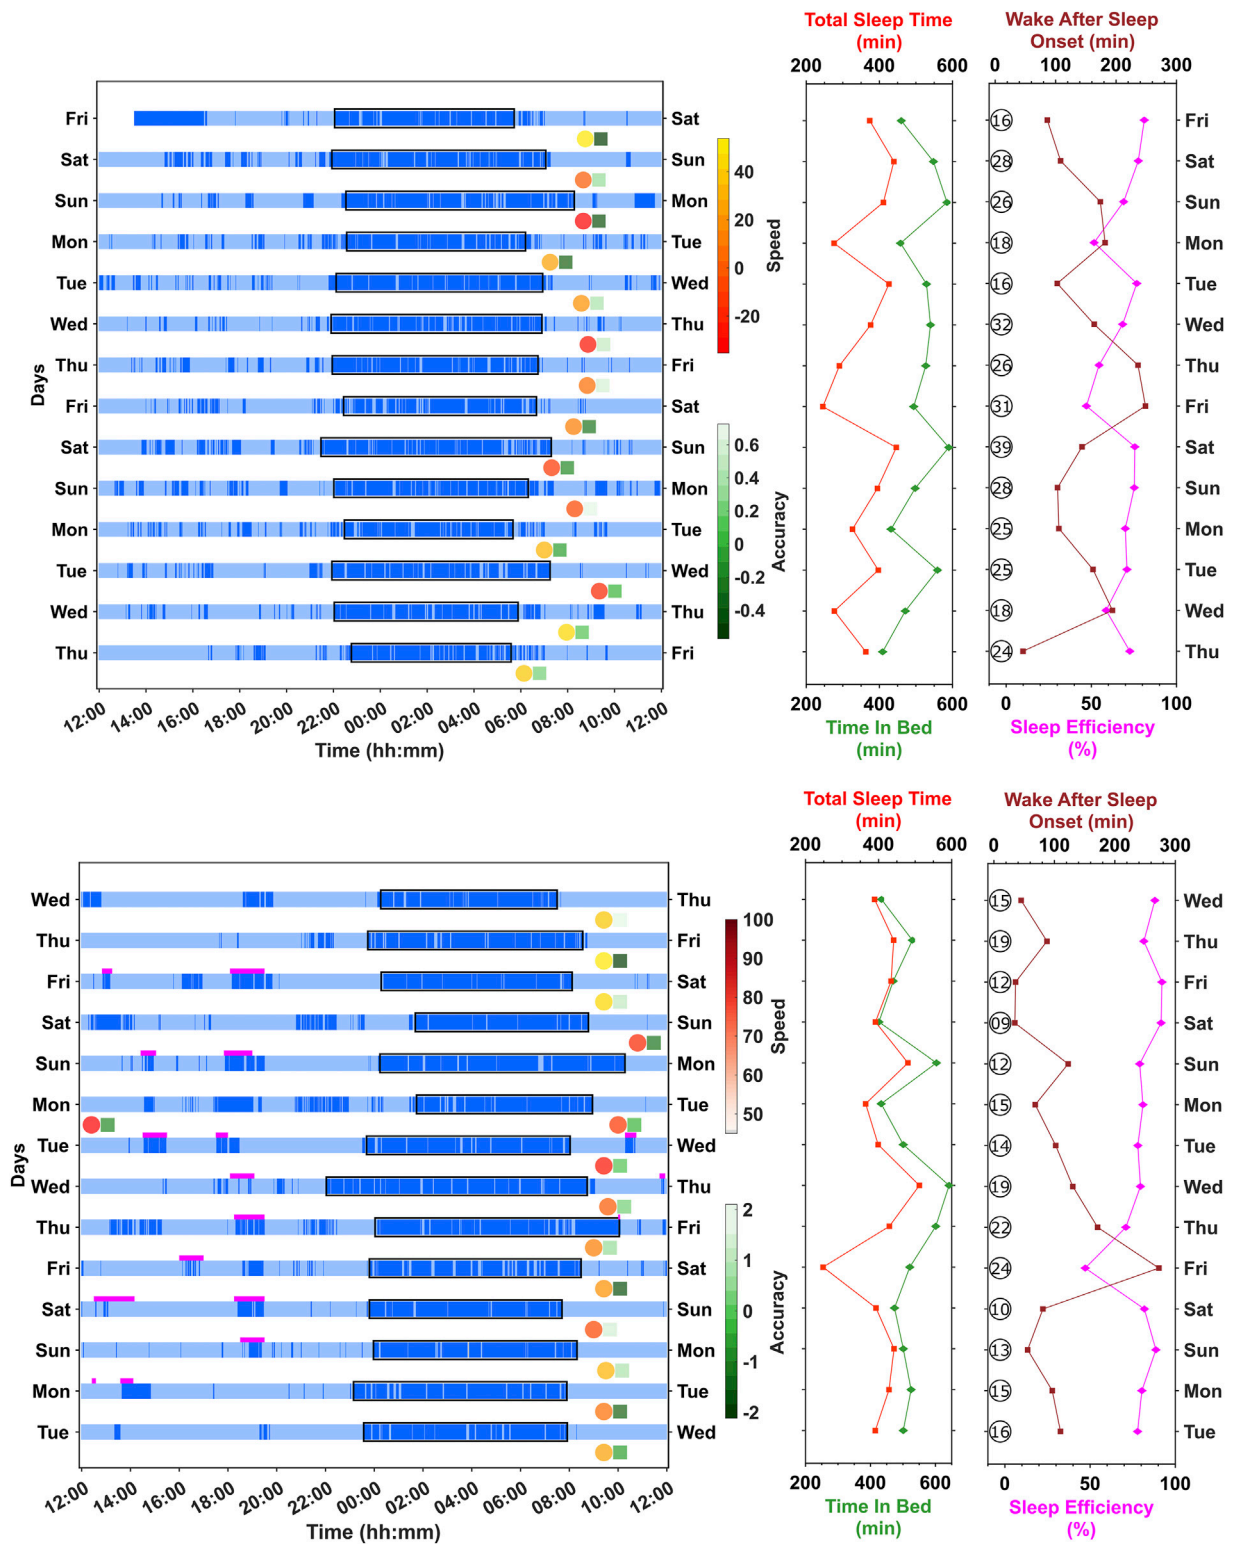 Total Sleep Time
(min)
200 400 600
Wake After Sleep
Onset (min)
0 100 200 300
Fri Sat 16 Fri
Sat Sun 28 Sat
Sun Mon 26 Sun
Mon Tue 18 Mon
Tue Wed 16 Tue
Wed Thu 32 Wed
Thu Fri 26 Thu
Fri Sat 31 Fri
Sat Sun 39 Sat
Sun Mon 28 Sun
Mon Tue 25 Mon
Tue Wed 25 Tue
Wed Thu 18 Wed
Thu Fri 24 Thu
Days
40
20
0
-20
Speed
0.6
0.4
0.2
0
-0.2
-0.4
Accuracy
12:00 14:00 16:00 18:00 20:00 22:00 00:00 02:00 04:00 06:00 08:00 10:00 12:00
Time (hh:mm)
200 400 600
Time In Bed
(min)
0 50 100
Sleep Efficiency
(%)
Total Sleep Time
(min)
200 400 600
Wake After Sleep
Onset (min)
0 100 200 300
Wed Thu 15 Wed
Thu Fri 19 Thu
Fri Sat 12 Fri
Sat Sun 09 Sat
Sun Mon 12 Sun
Mon Tue 15 Mon
Tue Wed 14 Tue
Wed Thu 19 Wed
Thu Fri 22 Thu
Fri Sat 24 Fri
Sat Sun 10 Sat
Sun Mon 13 Sun
Mon Tue 15 Mon
Tue Wed 16 Tue
Days
100
90
80
70
60
50
Speed
2
1
0
-1
-2
Accuracy
12:00 14:00 16:00 18:00 20:00 22:00 00:00 02:00 04:00 06:00 08:00 10:00 12:00
Time (hh:mm)
200 400 600
Time In Bed
(min)
0 50 100
Sleep Efficiency
(%)